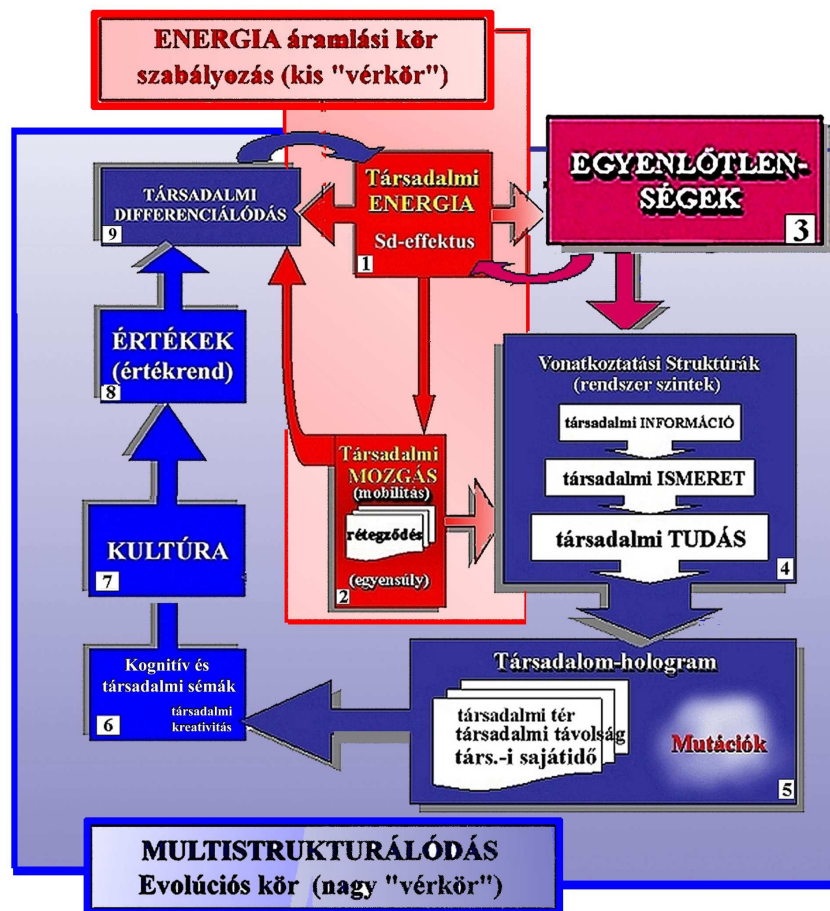 ENERGIA áramlási kör
szabályozás (kis "vérkör")
TÁRSADALMI
DIFFERENCIÁLÓDÁS
9
Társadalmi
ENERGIA
Sd-effektus
1
EGYENLŐTLEN-
SÉGEK
3
ÉRTÉKEK
(értékrend)
8
Vonatkoztatási Struktúrák
(rendszer szintek)
társadalmi INFORMÁCIÓ
társadalmi ISMERET
társadalmi TUDÁS
4
Társadalmi
MOZGÁS
(mobilitás)
rétegződés
(egyensúly)
2
KULTÚRA
7
Kognitív és
társadalmi sémák
társadalmi
kreativitás
6
Társadalom-hologram
társadalmi tér
társadalmi távolság
társ.-i sajátidő
Mutációk
5
MULTISTRUKTURÁLÓDÁS
Evolúciós kör (nagy "vérkör")